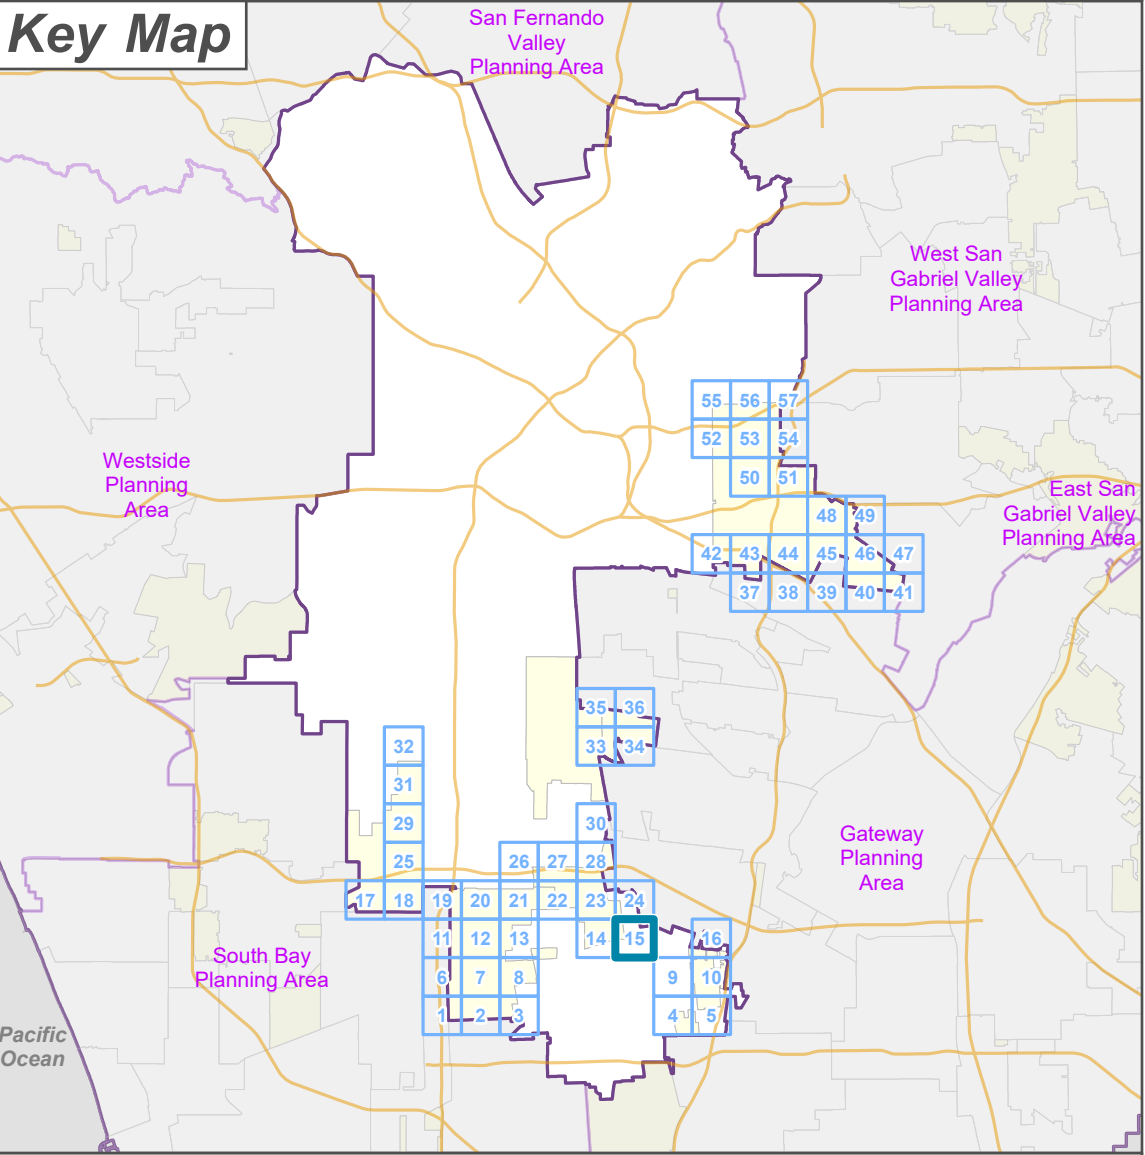 Key Map
San Fernando
Valley
Planning Area
West San
Gabriel Valley
Planning Area
55 56 57
52 53 54
Westside
Planning
Area
50 51
East San
Gabriel Valley
Planning Area
48 49
42 43 44 45 46 47
37 38 39 40 41
35 36
32
33 34
31
29
30
Gateway
Planning
Area
25
26 27 28
17 18 19 20 21 22 23 24
11 12 13 14 15 16
South Bay
Planning Area
6 7 8 9 10
1 2 3 4 5
Pacific
Ocean